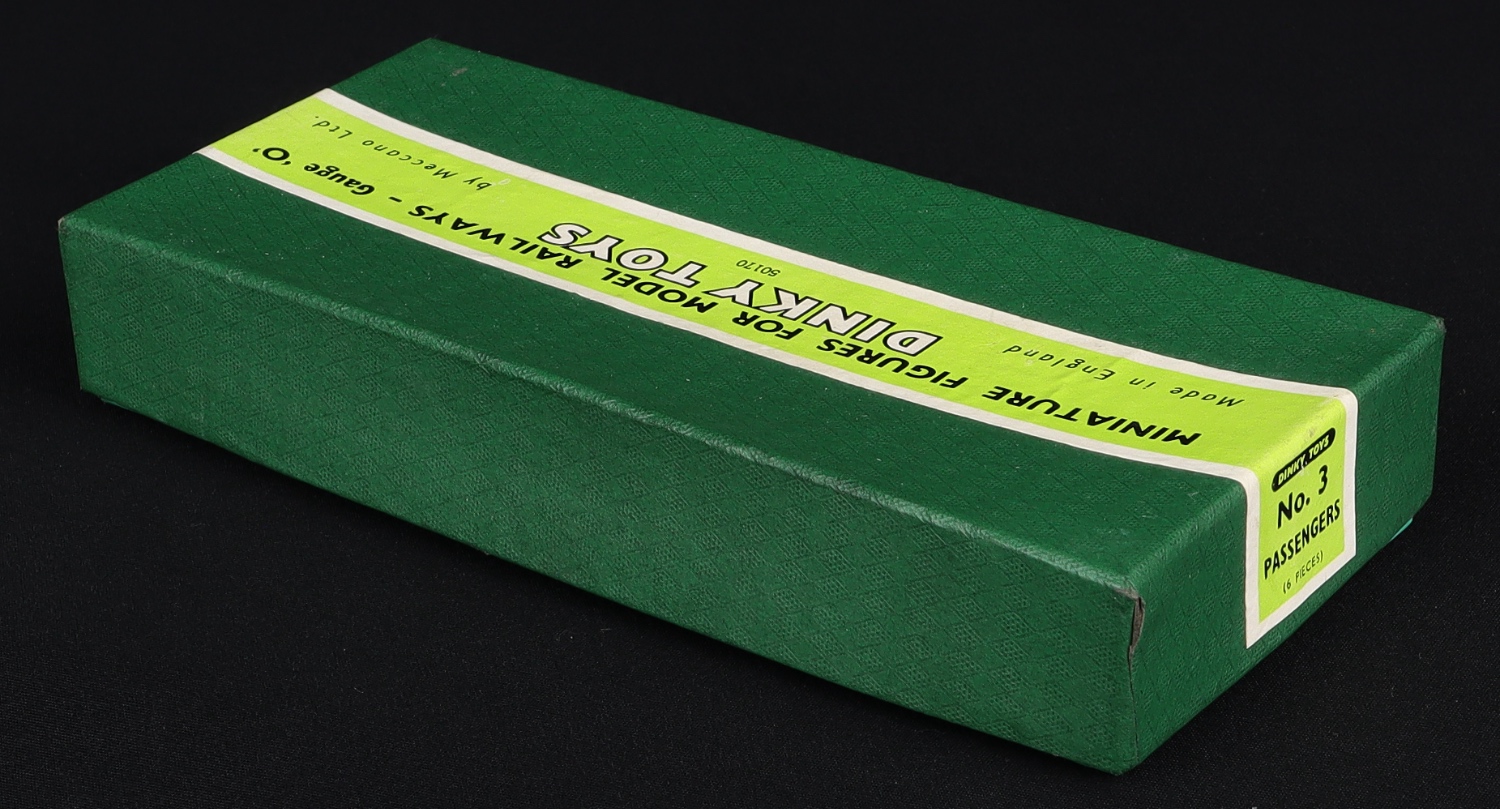 MINIATURE FIGURES FOR MODEL RAILWAYS - Gauge 'O'
DINKY TOYS
Made in England
50170
by Meccano Ltd.
DINKY TOYS
No. 3
PASSENGERS
(6 PIECES)